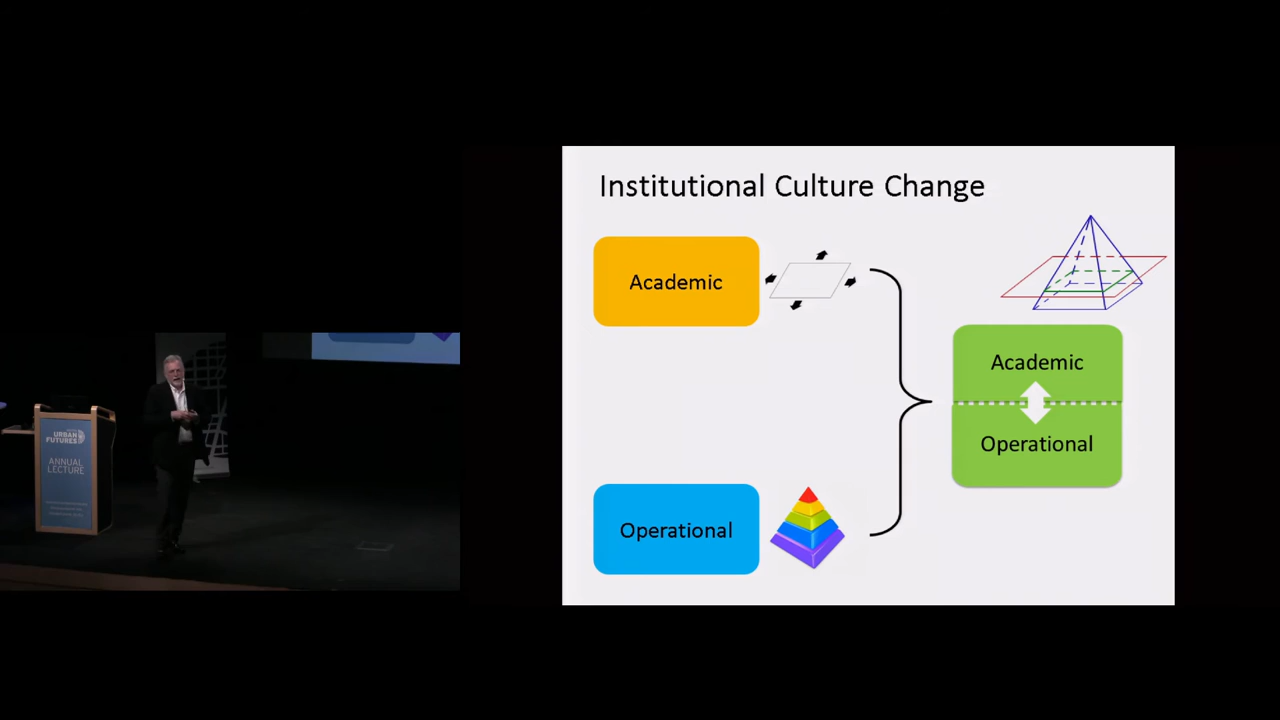 URBAN
FUTURES
ANNUAL
LECTURE
Institutional Culture Change
Academic
Operational
Academic
Operational